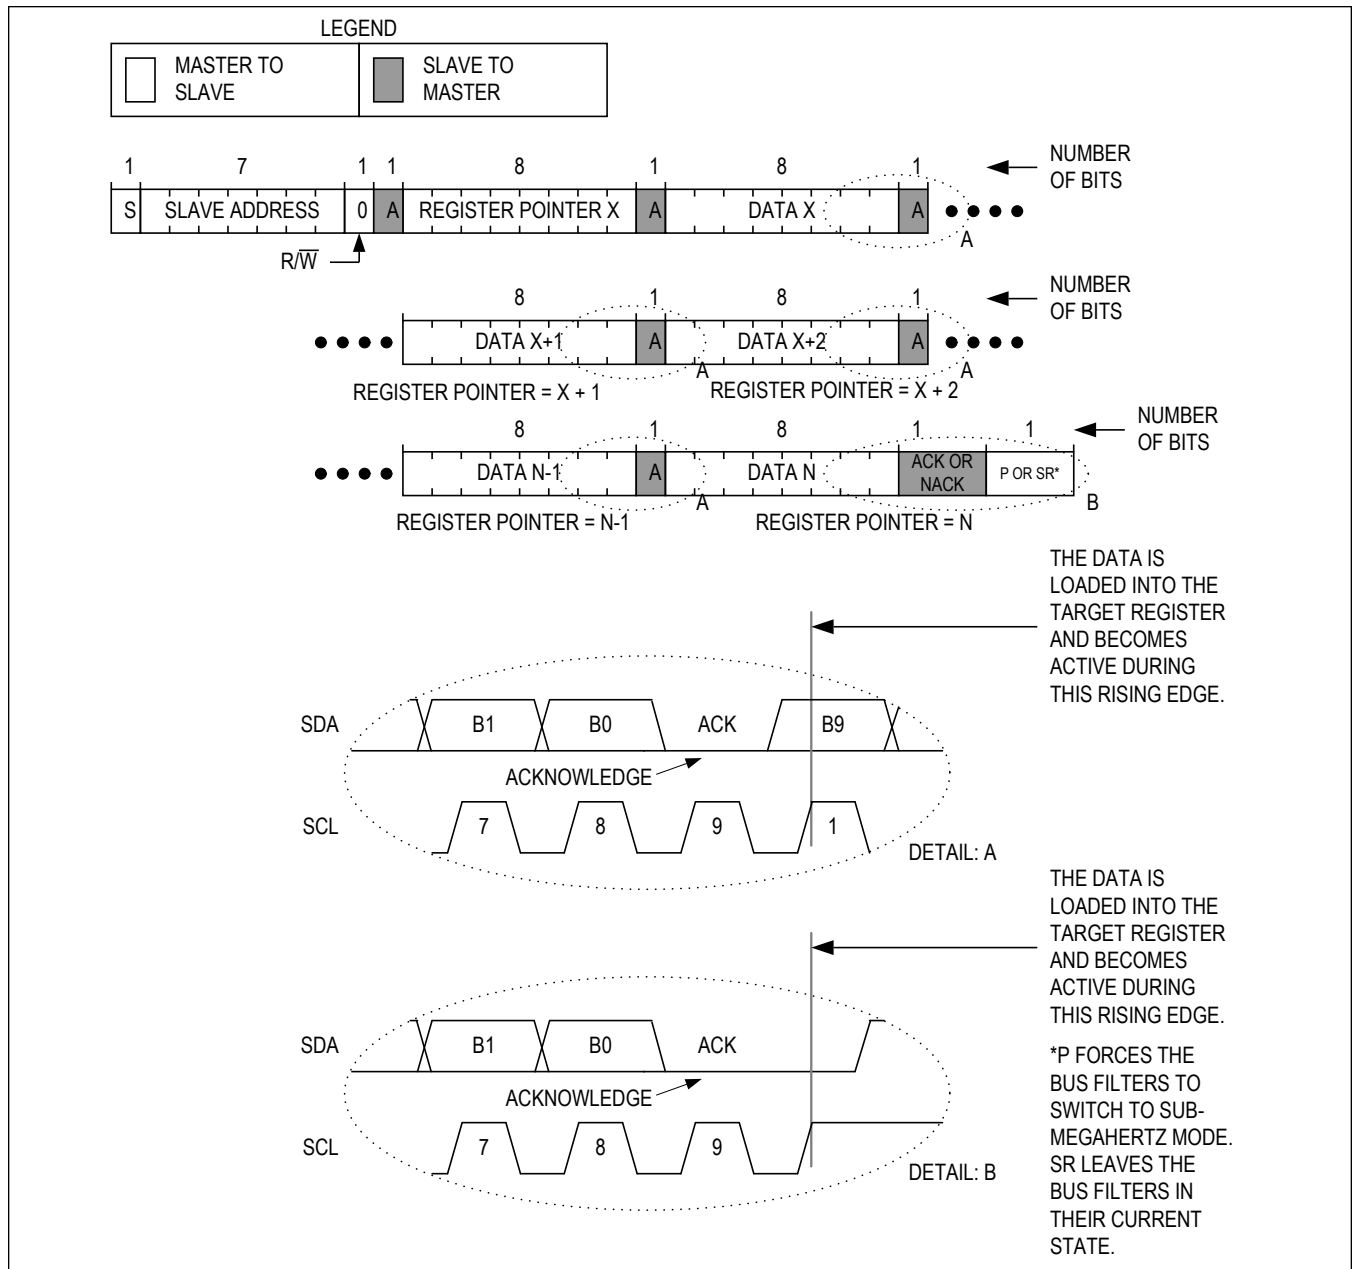 LEGEND
MASTER TO
SLAVE
SLAVE TO
MASTER
1 7 1 1 8 1 8 1
NUMBER
OF BITS
S SLAVE ADDRESS 0 A REGISTER POINTER X A DATA X A
A
R/W̅
8 1 8 1
NUMBER
OF BITS
DATA X+1 A DATA X+2 A
A A
REGISTER POINTER = X + 1 REGISTER POINTER = X + 2
8 1 8 1 1
NUMBER
OF BITS
DATA N-1 A DATA N ACK OR
NACK P OR SR*
A B
REGISTER POINTER = N-1 REGISTER POINTER = N
THE DATA IS
LOADED INTO THE
TARGET REGISTER
AND BECOMES
ACTIVE DURING
THIS RISING EDGE.
SDA B1 B0 ACK B9
ACKNOWLEDGE
SCL 7 8 9 1
DETAIL: A
THE DATA IS
LOADED INTO THE
TARGET REGISTER
AND BECOMES
ACTIVE DURING
THIS RISING EDGE.
SDA B1 B0 ACK
ACKNOWLEDGE
SCL 7 8 9
DETAIL: B
*P FORCES THE
BUS FILTERS TO
SWITCH TO SUB-
MEGAHERTZ MODE.
SR LEAVES THE
BUS FILTERS IN
THEIR CURRENT
STATE.